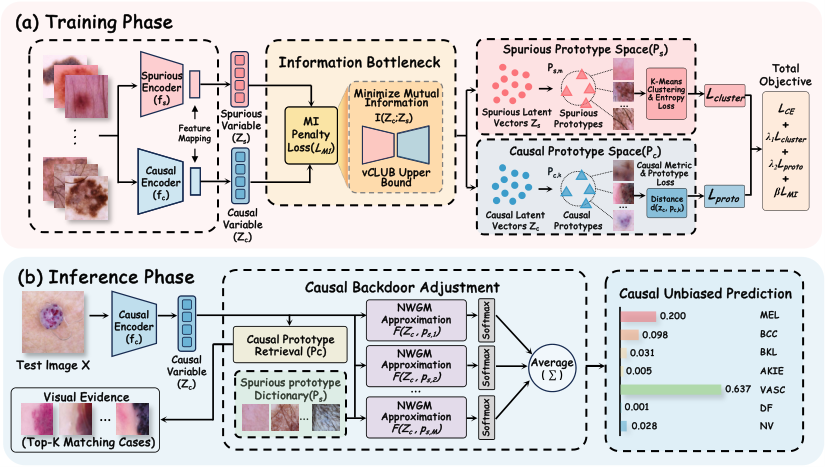 (a) Training Phase
Spurious
Encoder
(fs)
Feature
Mapping
Causal
Encoder
(fc)
Spurious
Variable
(Zs)
Causal
Variable
(Zc)
Information Bottleneck
MI
Penalty
Loss(LMI)
Minimize Mutual
Information
I(Zc;Zs)
vCLUB Upper
Bound
Spurious Prototype Space(Ps)
Ps,m
Spurious Latent
Vectors Zs
Spurious
Prototypes
...
K-Means
Clustering
& Entropy
Loss
Lcluster
Causal Prototype Space(Pc)
Pc,k
Causal Latent
Vectors Zc
Causal
Prototypes
...
Causal Metric
& Prototype
Loss
Distance
d(zc, pc,k)
Lproto
Total
Objective
LCE
+
λ1Lcluster
+
λ2Lproto
+
βLMI
(b) Inference Phase
Test Image X
Causal
Encoder
(fc)
Causal
Variable
(Zc)
Visual Evidence
...
(Top-K Matching Cases)
Causal Backdoor Adjustment
Causal Prototype
Retrieval (Pc)
Spurious prototype
Dictionary(Ps)
...
NWGM
Approximation
F(Zc, ps,1)
Softmax
NWGM
Approximation
F(Zc, ps,2)
Softmax
...
NWGM
Approximation
F(Zc, ps,M)
Softmax
Average
(∑)
Causal Unbiased Prediction
0.200 MEL
0.098 BCC
0.031 BKL
0.005 AKIE
0.637 VASC
0.001 DF
0.028 NV